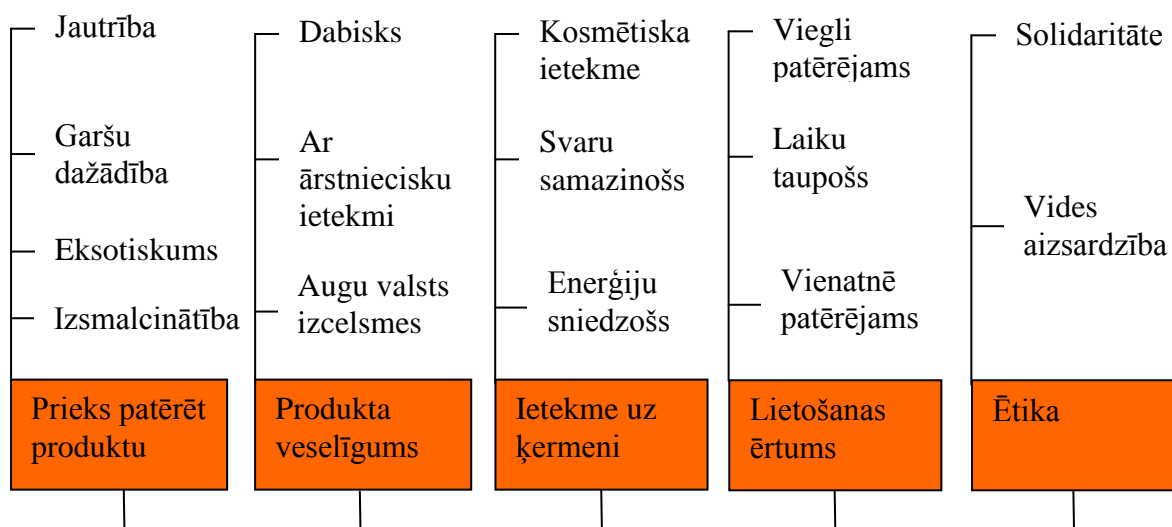 Jautrība
Garšu
dažādība
Eksotiskums
Izsmalcinātība
Prieks patērēt
produktu
Dabisks
Ar
ārstniecisku
ietekmi
Augu valsts
izcelsmes
Produkta
veselīgums
Kosmētiska
ietekme
Svaru
samazinošs
Enerģiju
sniedzošs
Ietekme uz
ķermeni
Viegli
patērējams
Laiku
taupošs
Vienatnē
patērējams
Lietošanas
ērtums
Solidaritāte
Vides
aizsardzība
Ētika